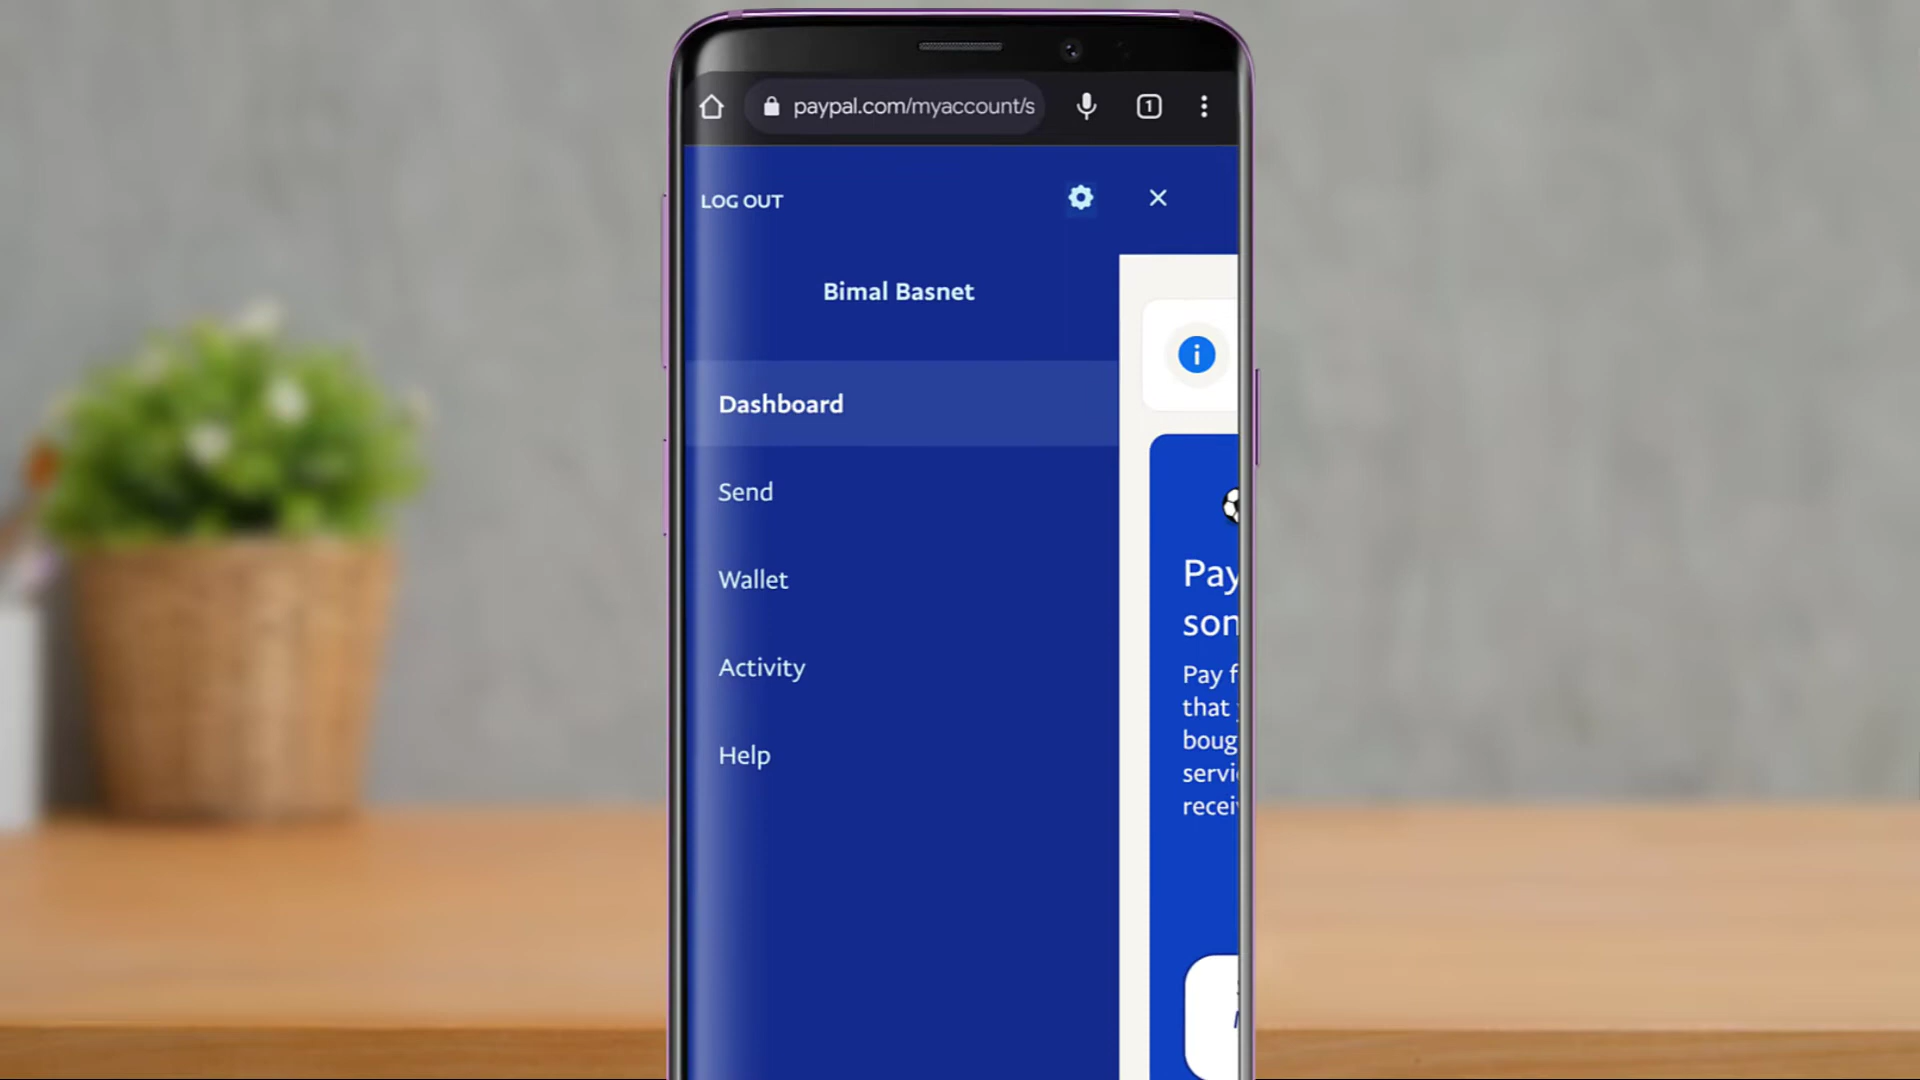 paypal.com/myaccount/s
1
LOG OUT
Bimal Basnet
Dashboard
Send
Wallet
Activity
Help
i
Pay
son
Pay f
that
boug
servi
recei